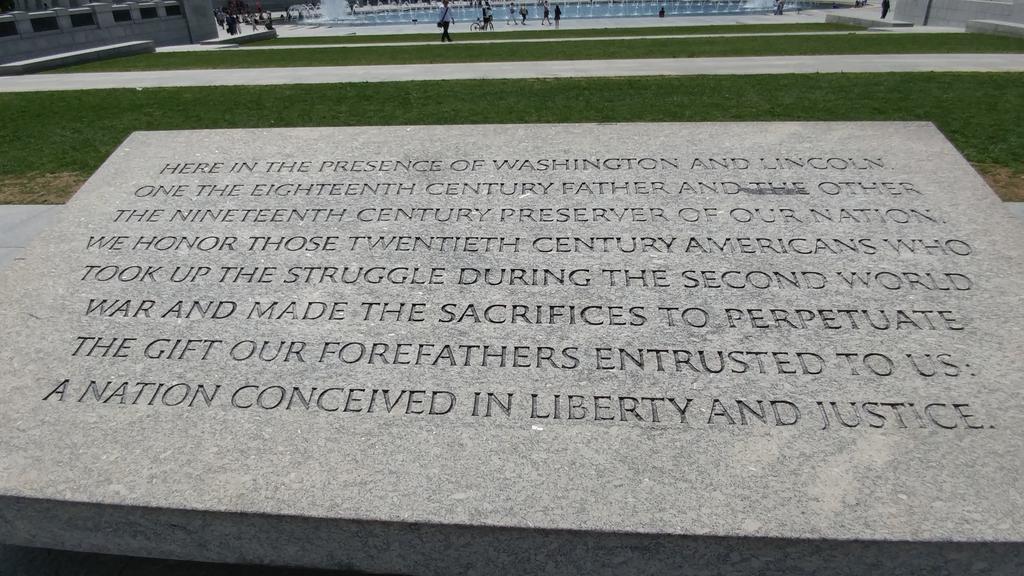 HERE IN THE PRESENCE OF WASHINGTON AND LINCOLN,
ONE THE EIGHTEENTH CENTURY FATHER AND THE OTHER
THE NINETEENTH CENTURY PRESERVER OF OUR NATION,
WE HONOR THOSE TWENTIETH CENTURY AMERICANS WHO
TOOK UP THE STRUGGLE DURING THE SECOND WORLD
WAR AND MADE THE SACRIFICES TO PERPETUATE
THE GIFT OUR FOREFATHERS ENTRUSTED TO US:
A NATION CONCEIVED IN LIBERTY AND JUSTICE.